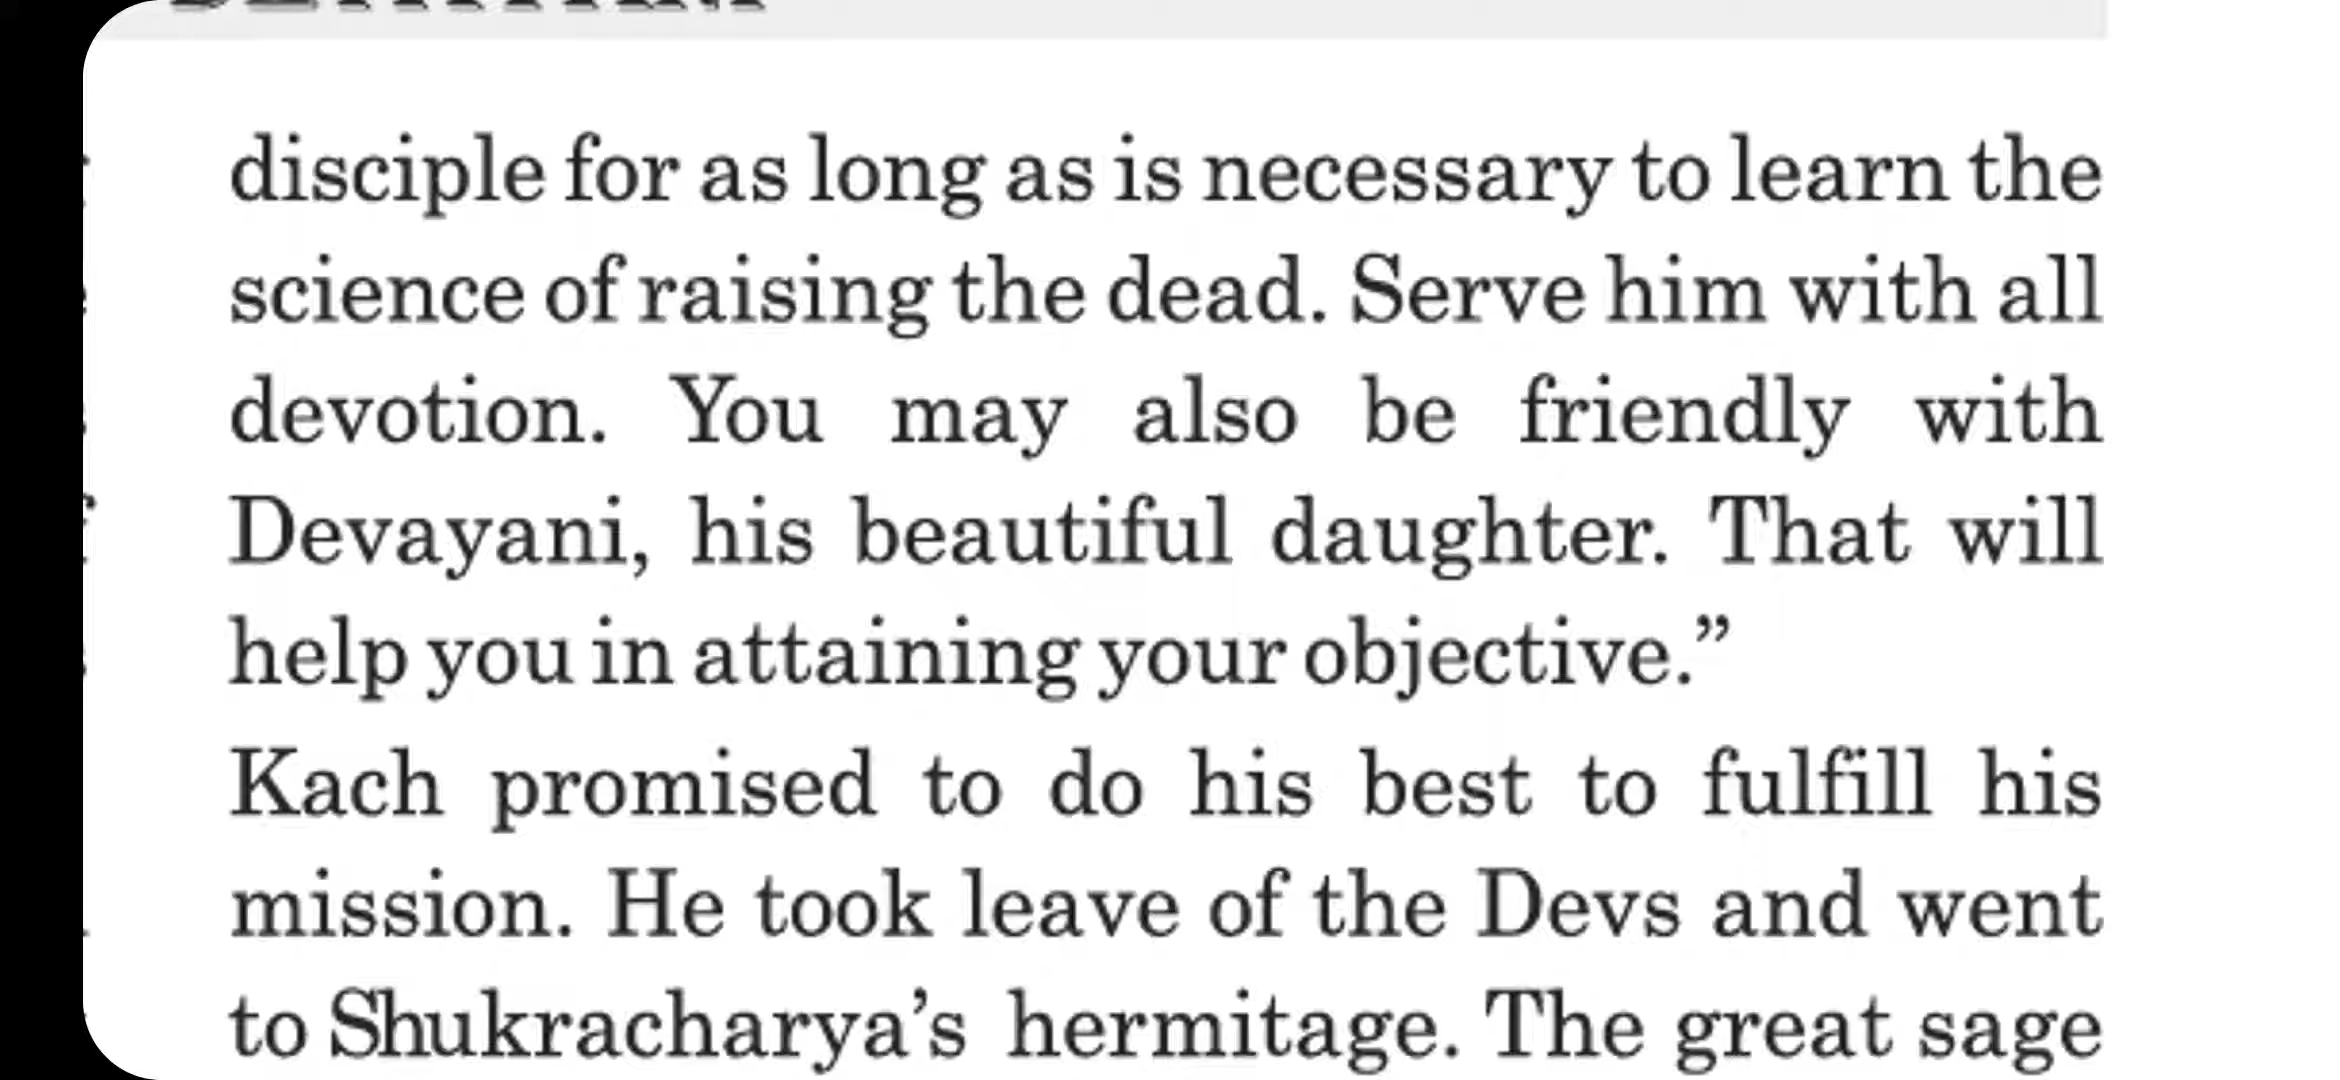 disciple for as long as is necessary to learn the
science of raising the dead. Serve him with all
devotion. You may also be friendly with
Devayani, his beautiful daughter. That will
help you in attaining your objective.”
Kach promised to do his best to fulfill his
mission. He took leave of the Devs and went
to Shukracharya’s hermitage. The great sage